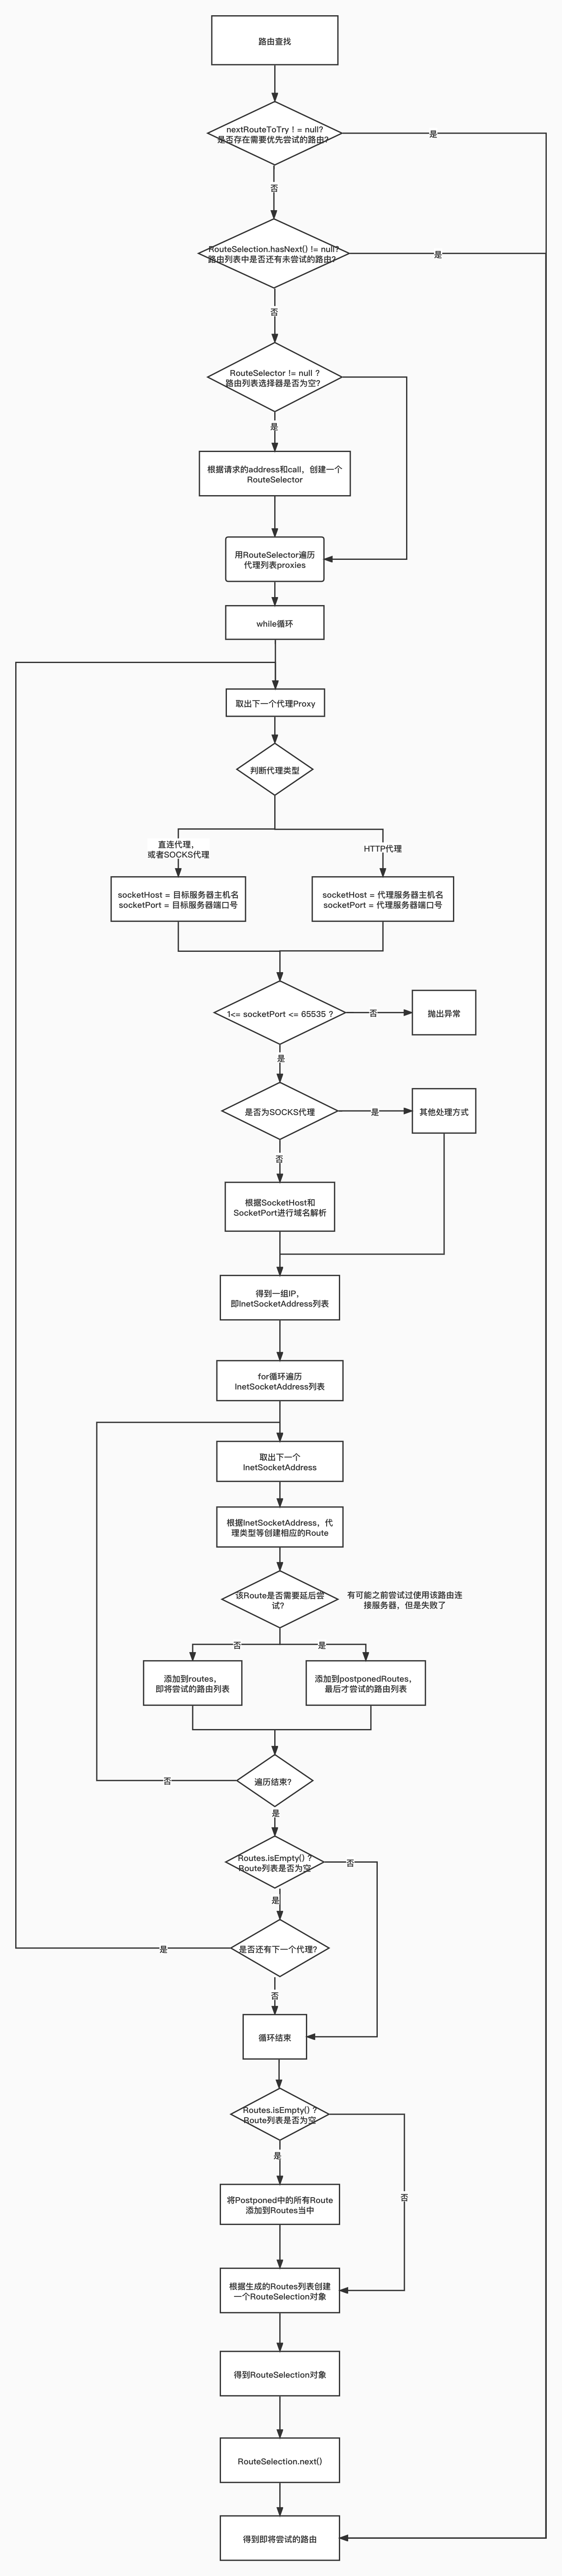 路由查找
nextRouteToTry ! = null?
是否存在需要优先尝试的路由?
是
否
RouteSelection.hasNext() != null?
路由列表中是否还有未尝试的路由?
是
否
RouteSelector != null ?
路由列表选择器是否为空?
是
根据请求的address和call，创建一个
RouteSelector
用RouteSelector遍历
代理列表proxies
while循环
取出下一个代理Proxy
判断代理类型
直连代理，
或者SOCKS代理
HTTP代理
socketHost = 目标服务器主机名
socketPort = 目标服务器端口号
socketHost = 代理服务器主机名
socketPort = 代理服务器端口号
1<= socketPort <= 65535 ?
否
抛出异常
是
是否为SOCKS代理
是
其他处理方式
否
根据SocketHost和
SocketPort进行域名解析
得到一组IP，
即InetSocketAddress列表
for循环遍历
InetSocketAddress列表
取出下一个
InetSocketAddress
根据InetSocketAddress，代
理类型等创建相应的Route
该Route是否需要延后尝
试?
有可能之前尝试过使用该路由连
接服务器，但是失败了
否
是
添加到routes，
即将尝试的路由列表
添加到postponedRoutes，
最后才尝试的路由列表
遍历结束?
否
是
Routes.isEmpty() ?
Route列表是否为空
否
是
是否还有下一个代理?
是
否
循环结束
Routes.isEmpty() ?
Route列表是否为空
是
否
将Postponed中的所有Route
添加到Routes当中
根据生成的Routes列表创建
一个RouteSelection对象
得到RouteSelection对象
RouteSelection.next()
得到即将尝试的路由